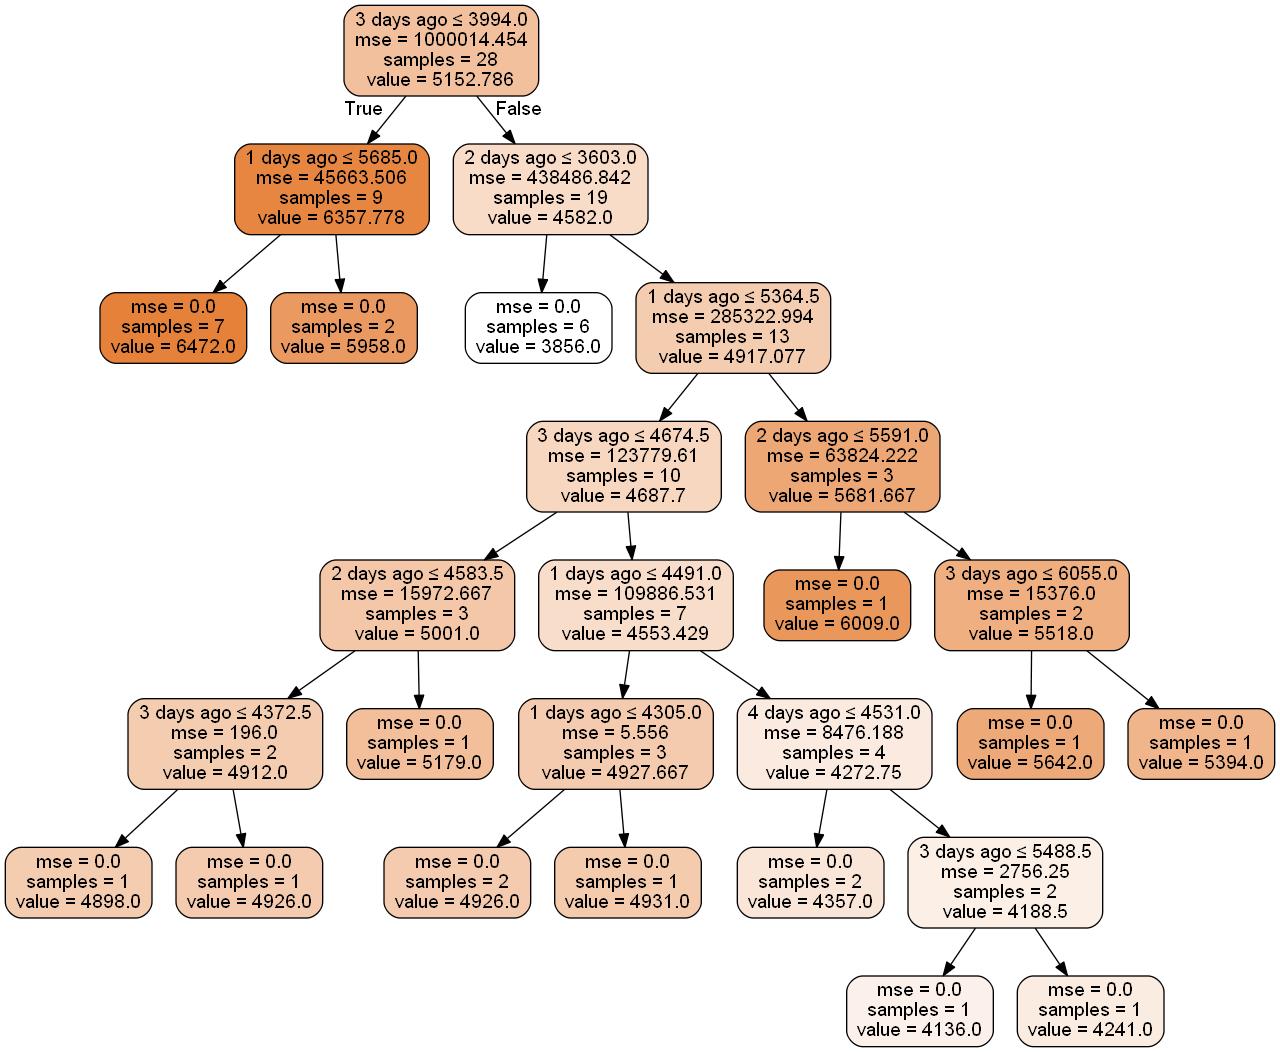 3 days ago ≤ 3994.0
mse = 1000014.454
samples = 28
value = 5152.786
True
False
1 days ago ≤ 5685.0
mse = 45663.506
samples = 9
value = 6357.778
2 days ago ≤ 3603.0
mse = 438486.842
samples = 19
value = 4582.0
mse = 0.0
samples = 7
value = 6472.0
mse = 0.0
samples = 2
value = 5958.0
mse = 0.0
samples = 6
value = 3856.0
1 days ago ≤ 5364.5
mse = 285322.994
samples = 13
value = 4917.077
3 days ago ≤ 4674.5
mse = 123779.61
samples = 10
value = 4687.7
2 days ago ≤ 5591.0
mse = 63824.222
samples = 3
value = 5681.667
2 days ago ≤ 4583.5
mse = 15972.667
samples = 3
value = 5001.0
1 days ago ≤ 4491.0
mse = 109886.531
samples = 7
value = 4553.429
mse = 0.0
samples = 1
value = 6009.0
3 days ago ≤ 6055.0
mse = 15376.0
samples = 2
value = 5518.0
3 days ago ≤ 4372.5
mse = 196.0
samples = 2
value = 4912.0
mse = 0.0
samples = 1
value = 5179.0
1 days ago ≤ 4305.0
mse = 5.556
samples = 3
value = 4927.667
4 days ago ≤ 4531.0
mse = 8476.188
samples = 4
value = 4272.75
mse = 0.0
samples = 1
value = 5642.0
mse = 0.0
samples = 1
value = 5394.0
mse = 0.0
samples = 1
value = 4898.0
mse = 0.0
samples = 1
value = 4926.0
mse = 0.0
samples = 2
value = 4926.0
mse = 0.0
samples = 1
value = 4931.0
mse = 0.0
samples = 2
value = 4357.0
3 days ago ≤ 5488.5
mse = 2756.25
samples = 2
value = 4188.5
mse = 0.0
samples = 1
value = 4136.0
mse = 0.0
samples = 1
value = 4241.0